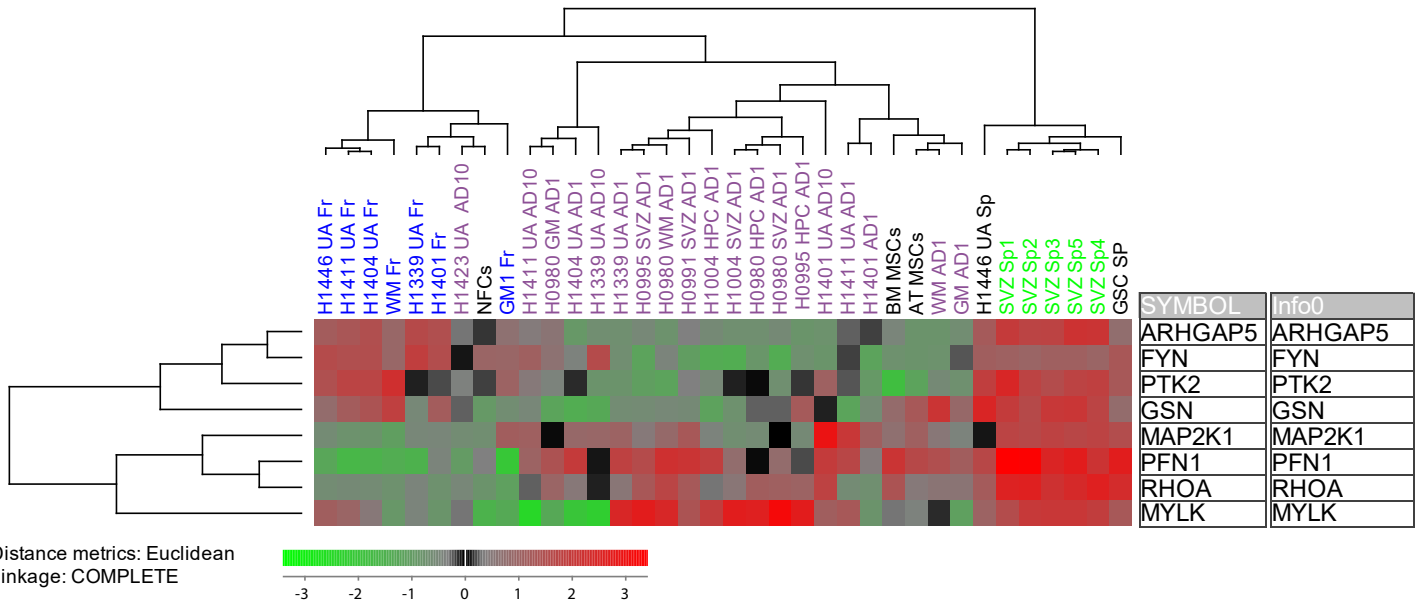 H1446 UA Fr
H1411 UA Fr
H1404 UA Fr
WM Fr
H1339 UA Fr
H1401 Fr
H1423 UA AD10
NFCs
GM1 Fr
H1411 UA AD10
H0980 GM AD1
H1404 UA AD1
H1339 UA AD10
H1339 UA AD1
H0995 SVZ AD1
H0980 WM AD1
H0991 SVZ AD1
H1004 HPC AD1
H1004 SVZ AD1
H0980 HPC AD1
H0980 SVZ AD1
H0995 HPC AD1
H1401 UA AD10
H1411 UA AD1
H1401 AD1
BM MSCs
AT MSCs
WM AD1
GM AD1
H1446 UA Sp
SVZ Sp1
SVZ Sp2
SVZ Sp3
SVZ Sp5
SVZ Sp4
GSC SP
SYMBOL Info0
ARHGAP5 ARHGAP5
FYN FYN
PTK2 PTK2
GSN GSN
MAP2K1 MAP2K1
PFN1 PFN1
RHOA RHOA
MYLK MYLK
Distance metrics: Euclidean
inkage: COMPLETE
-3 -2 -1 0 1 2 3